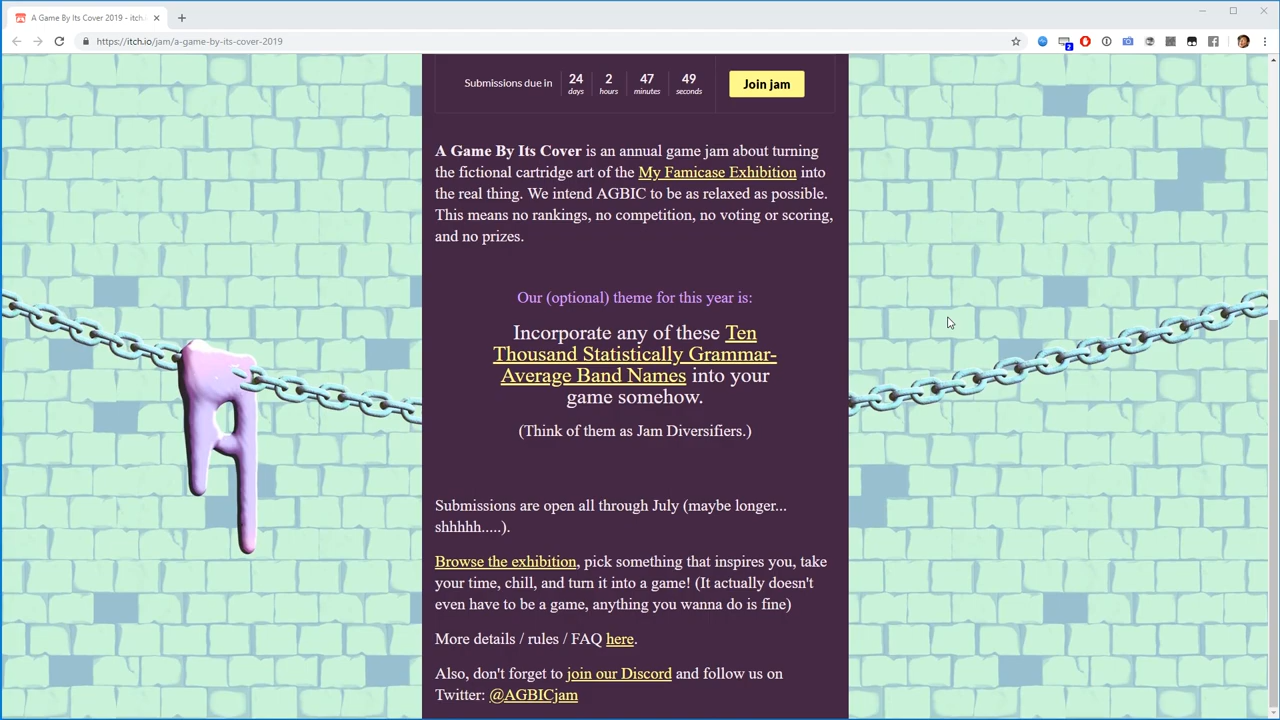 A Game By Its Cover 2019 - itch.
https://itch.io/jam/a-game-by-its-cover-2019
2
Submissions due in 24 days 2 hours 47 minutes 49 seconds Join jam
A Game By Its Cover is an annual game jam about turning
the fictional cartridge art of the My Famicase Exhibition into
the real thing. We intend AGBIC to be as relaxed as possible.
This means no rankings, no competition, no voting or scoring,
and no prizes.
Our (optional) theme for this year is:
Incorporate any of these Ten
Thousand Statistically Grammar-
Average Band Names into your
game somehow.
(Think of them as Jam Diversifiers.)
Submissions are open all through July (maybe longer...
shhhhh.....).
Browse the exhibition, pick something that inspires you, take
your time, chill, and turn it into a game! (It actually doesn't
even have to be a game, anything you wanna do is fine)
More details / rules / FAQ here.
Also, don't forget to join our Discord and follow us on
Twitter: @AGBICjam